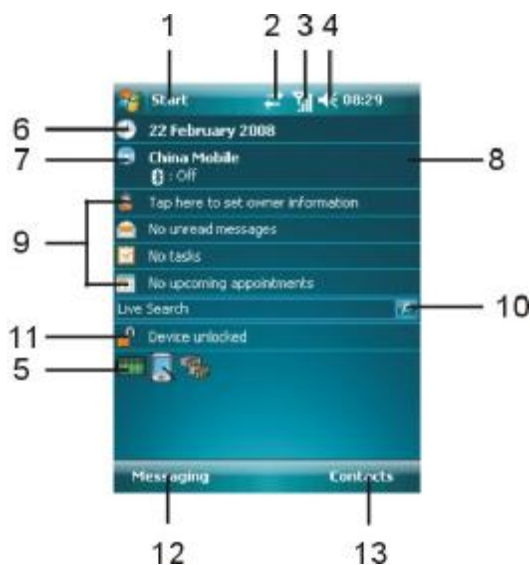 1 2 3 4
Start 08:29
6 22 February 2008
7 China Mobile 8
: Off
Tap here to set owner information
No unread messages
9
No tasks
No upcoming appointments
Live Search 10
11 Device unlocked
5
Messaging Contacts
12 13